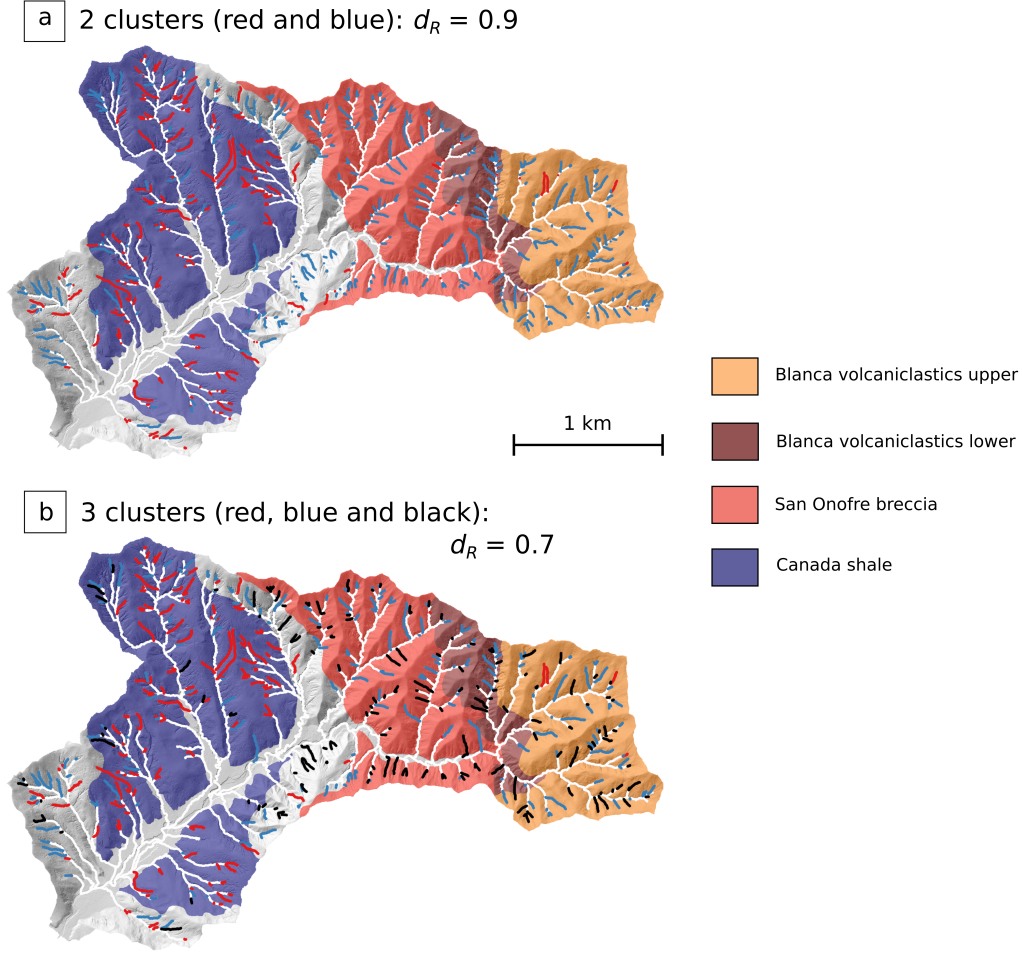 a
2 clusters (red and blue): d_R = 0.9
Blanca volcaniclastics upper
1 km
Blanca volcaniclastics lower
San Onofre breccia
b
3 clusters (red, blue and black):
d_R = 0.7
Canada shale